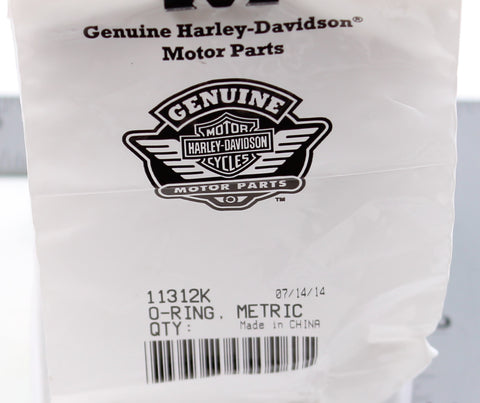 Genuine Harley-Davidson®
Motor Parts
GENUINE
MOTOR
HARLEY-DAVIDSON
CYCLES
MOTOR PARTS
™
11312K 07/14/14
O-RING, METRIC
QTY: Made in CHINA